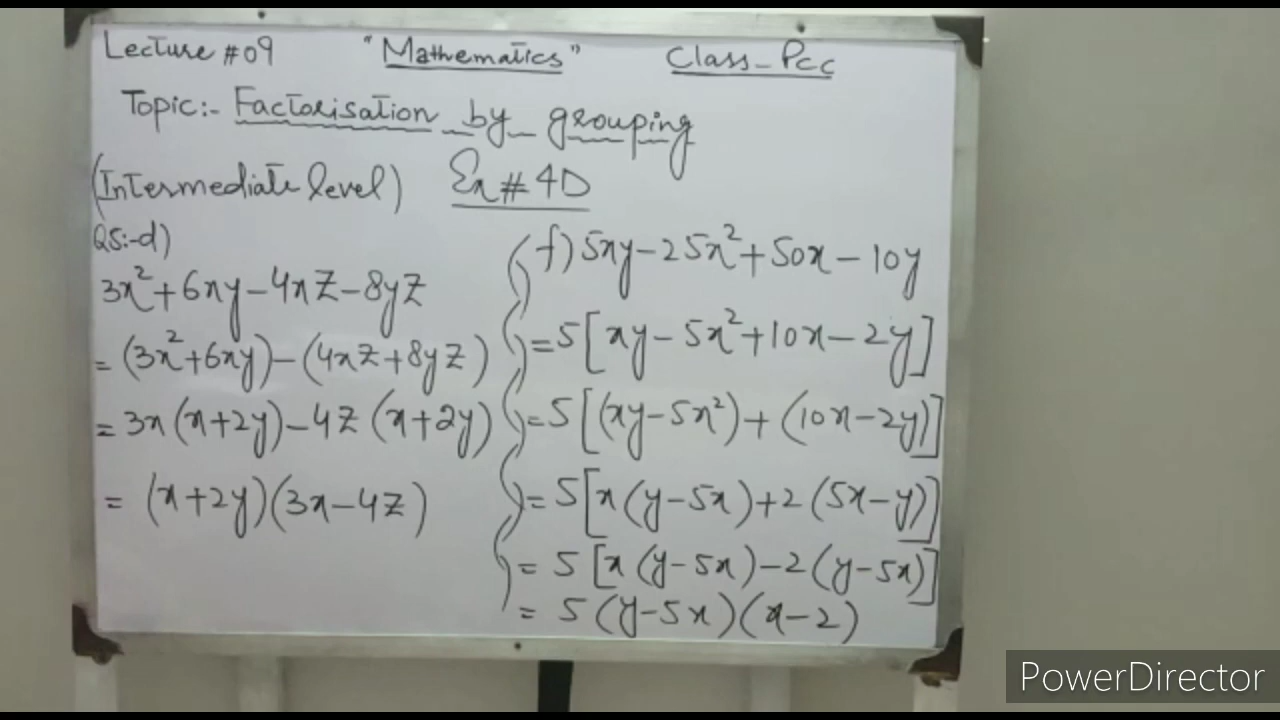 Lecture #09 "Mathematics" Class_Pcc
Topic:- Factorisation by grouping
(Intermediate level) Ex#4D
Q5:-d)
3x²+6xy-4xz-8yz
= (3x²+6xy)-(4xz+8yz)
= 3x(x+2y)-4z(x+2y)
= (x+2y)(3x-4z)
f) 5xy-25x²+50x-10y
=5[xy-5x²+10x-2y]
=5[(xy-5x²)+(10x-2y)]
=5[x(y-5x)+2(5x-y)]
=5[x(y-5x)-2(y-5x)]
=5(y-5x)(x-2)
PowerDirector